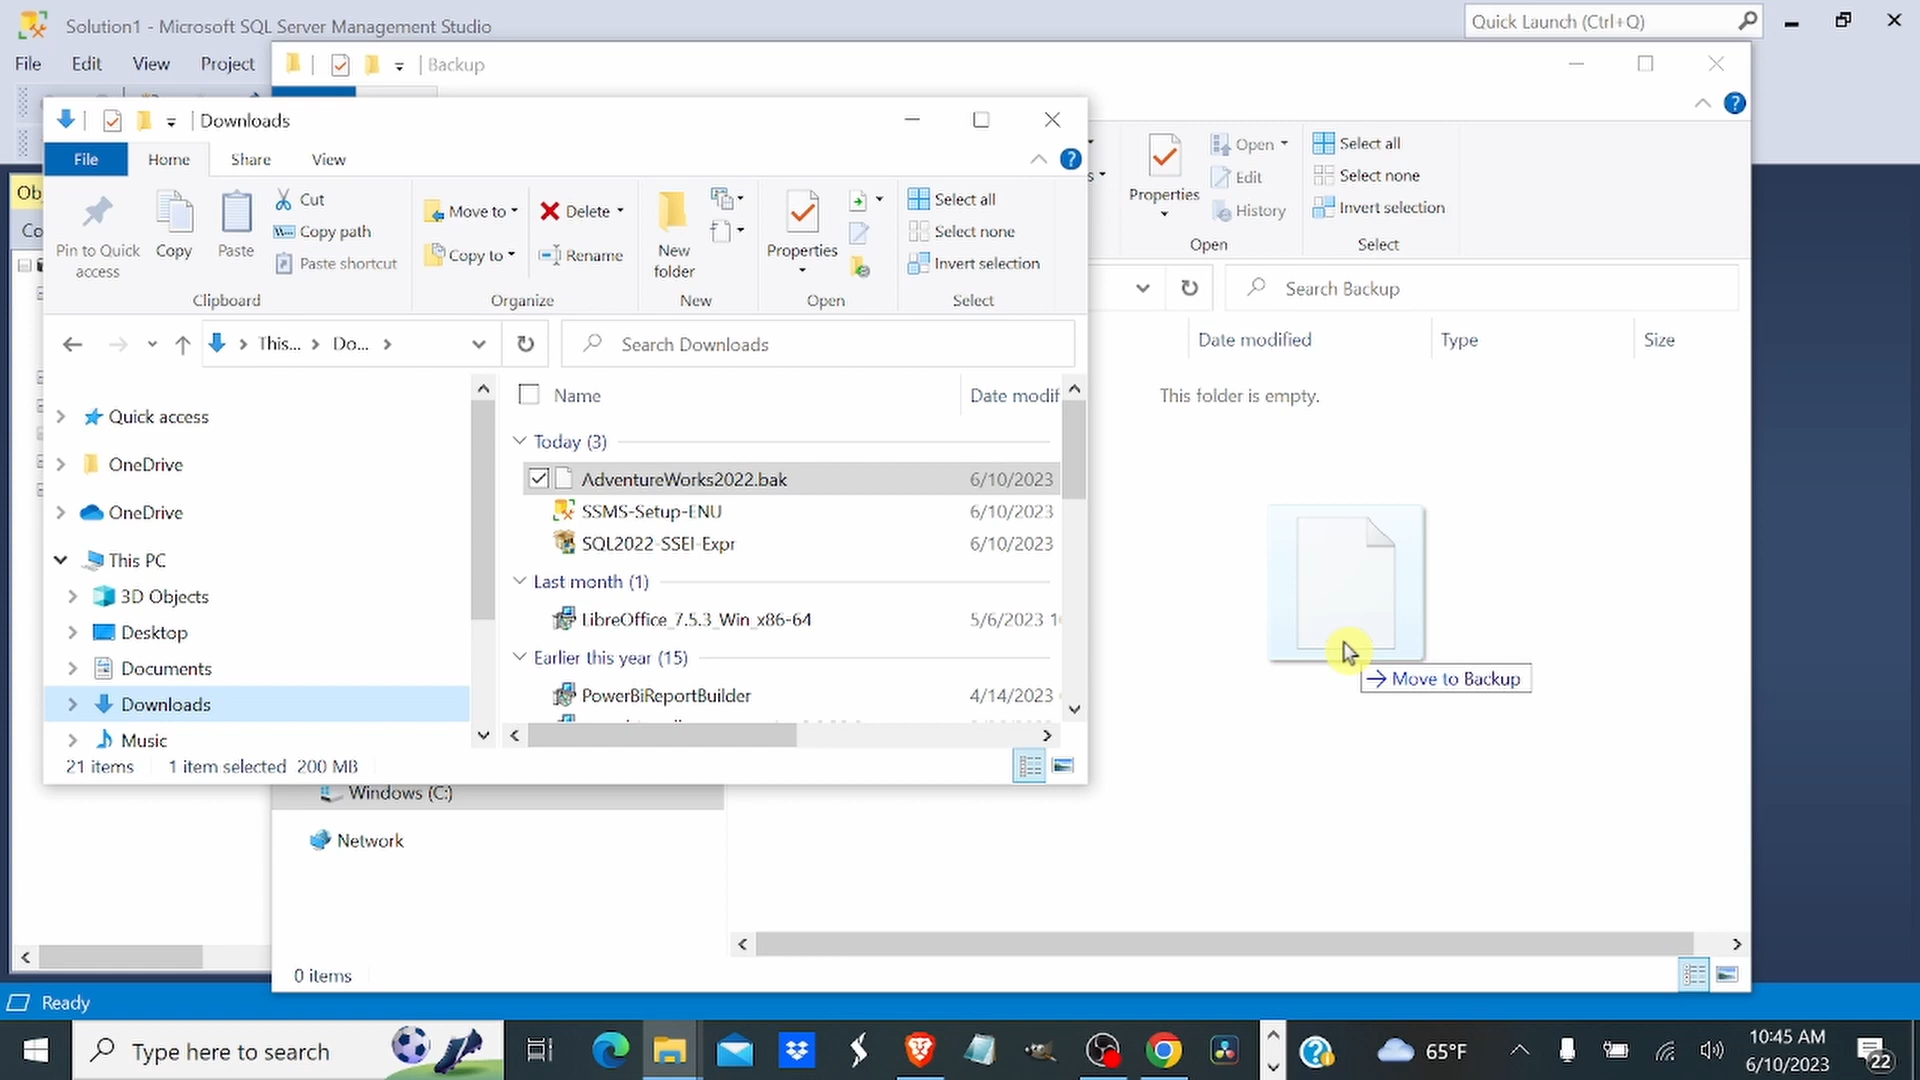 Solution1 - Microsoft SQL Server Management Studio
Quick Launch (Ctrl+Q)
File Edit View Project
Backup
Downloads
File Home Share View
Pin to Quick access
Copy
Paste
Cut
Copy path
Paste shortcut
Clipboard
Move to
Copy to
Delete
Rename
Organize
New folder
New
Properties
Open
Select all
Select none
Invert selection
Select
Properties
Open
Edit
History
Open
Select all
Select none
Invert selection
Select
Ob
Co
This... Do...
Search Downloads
Search Backup
Date modified Type Size
This folder is empty.
Quick access
OneDrive
OneDrive
This PC
3D Objects
Desktop
Documents
Downloads
Music
Name Date modif
Today (3)
AdventureWorks2022.bak 6/10/2023
SSMS-Setup-ENU 6/10/2023
SQL2022-SSEI-Expr 6/10/2023
Last month (1)
LibreOffice_7.5.3_Win_x86-64 5/6/2023 1
Earlier this year (15)
PowerBiReportBuilder 4/14/2023
Move to Backup
21 items 1 item selected 200 MB
Windows (C:)
Network
0 items
Ready
Type here to search
65°F
10:45 AM
6/10/2023
22